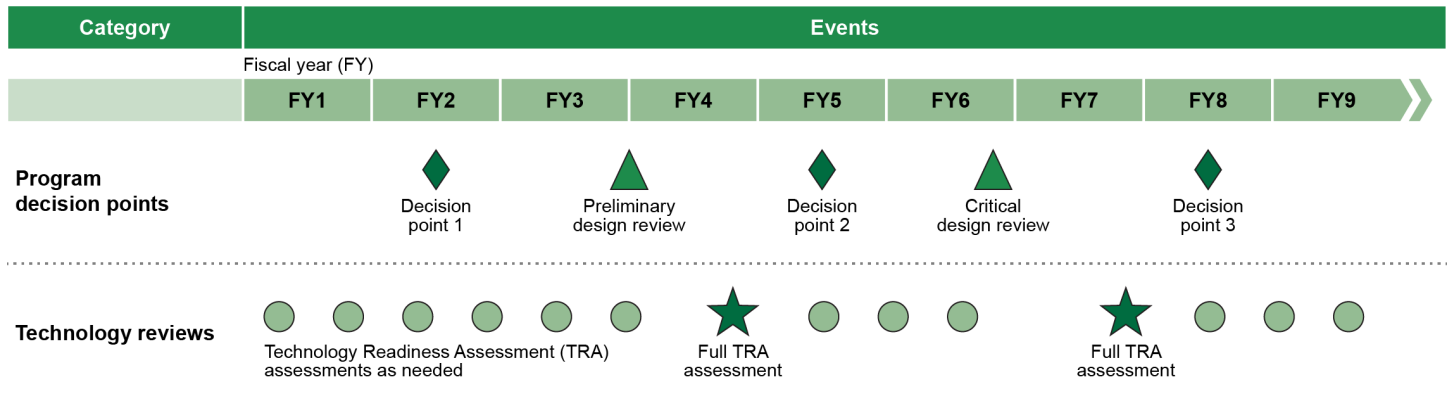 Category
Events
Fiscal year (FY)
FY1
FY2
FY3
FY4
FY5
FY6
FY7
FY8
FY9
Program
decision points
Decision
point 1
Preliminary
design review
Decision
point 2
Critical
design review
Decision
point 3
Technology reviews
Technology Readiness Assessment (TRA)
assessments as needed
Full TRA
assessment
Full TRA
assessment